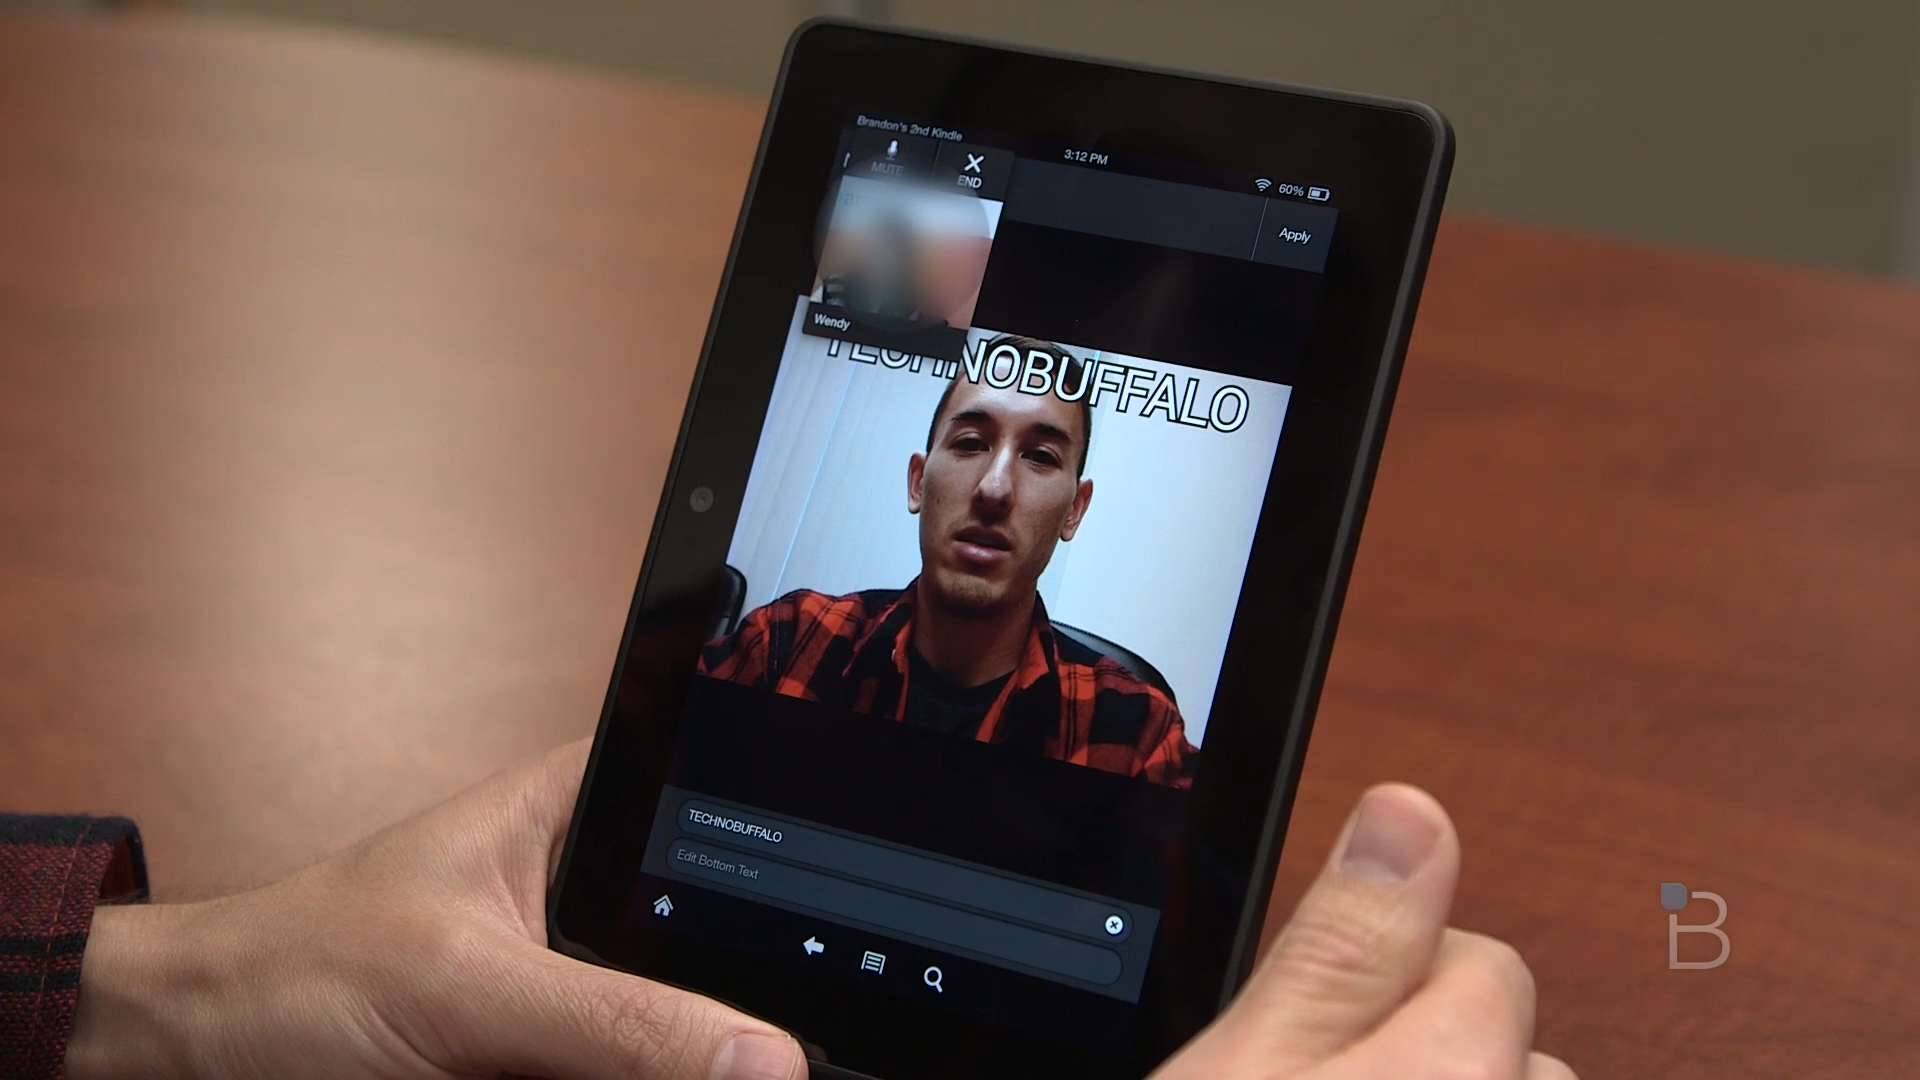 Brandon's 2nd Kindle
3:12 PM
60%
MUTE
END
Apply
Wendy
TECHNOBUFFALO
TECHNOBUFFALO
Edit Bottom Text
B